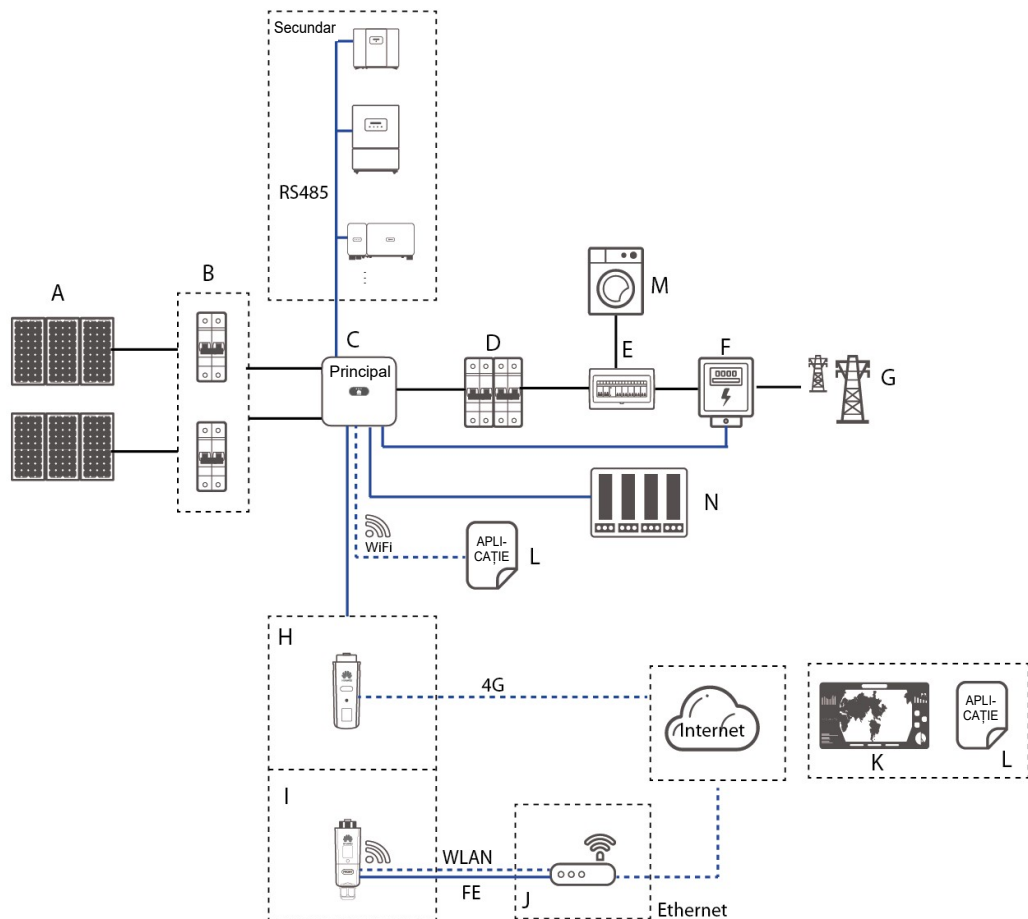 Secundar
RS485
A
B
C
Principal
D
E
F
G
M
N
WiFi
APLI-
CAȚIE
L
H
4G
Internet
K
APLI-
CAȚIE
L
I
WLAN
FE
J
Ethernet